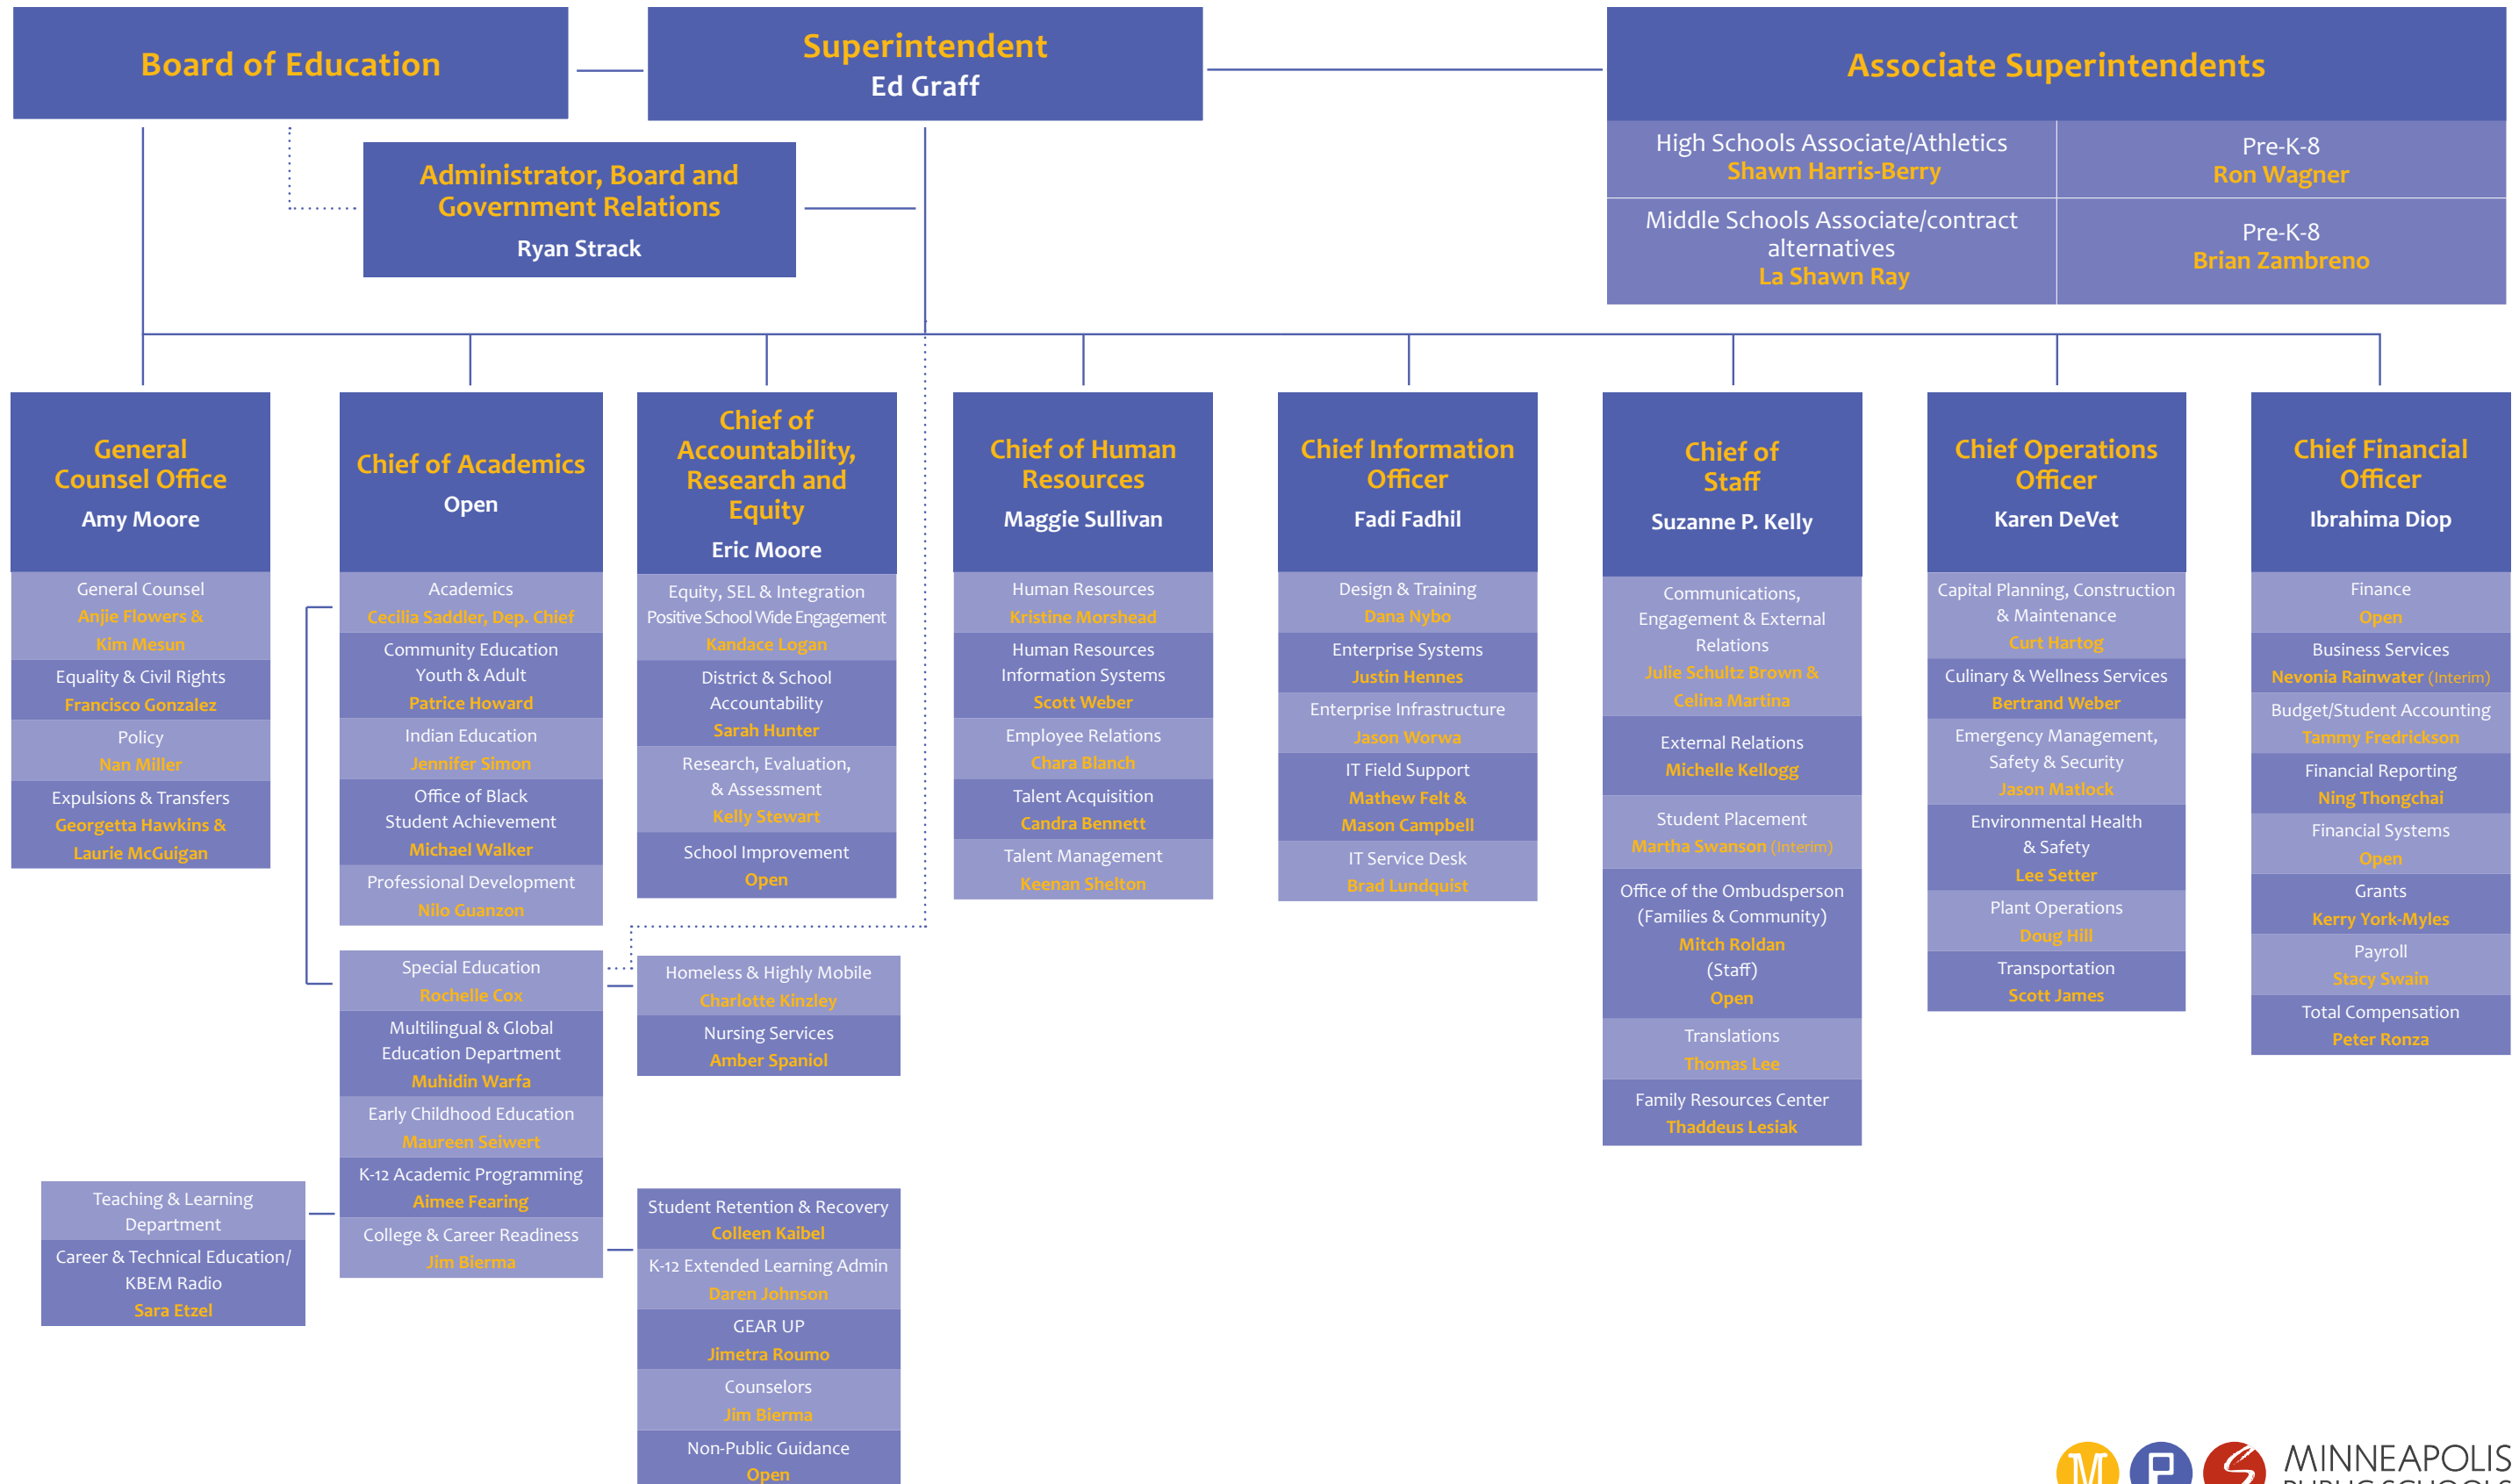 Board of Education
Superintendent
Ed Graff
Associate Superintendents
High Schools Associate/Athletics
Shawn Harris-Berry
Pre-K-8
Ron Wagner
Middle Schools Associate/contract
alternatives
La Shawn Ray
Pre-K-8
Brian Zambreno
Administrator, Board and
Government Relations
Ryan Strack
General
Counsel Office
Amy Moore
General Counsel
Anjie Flowers &
Kim Mesun
Equality & Civil Rights
Francisco Gonzalez
Policy
Nan Miller
Expulsions & Transfers
Georgetta Hawkins &
Laurie McGuigan
Chief of Academics
Open
Academics
Cecilia Saddler, Dep. Chief
Community Education
Youth & Adult
Patrice Howard
Indian Education
Jennifer Simon
Office of Black
Student Achievement
Michael Walker
Professional Development
Nilo Guanzon
Special Education
Rochelle Cox
Multilingual & Global
Education Department
Muhidin Warfa
Early Childhood Education
Maureen Seiwert
K-12 Academic Programming
Aimee Fearing
College & Career Readiness
Jim Bierma
Teaching & Learning
Department
Career & Technical Education/
KBEM Radio
Sara Etzel
Chief of
Accountability,
Research and
Equity
Eric Moore
Equity, SEL & Integration
Positive School Wide Engagement
Kandace Logan
District & School
Accountability
Sarah Hunter
Research, Evaluation,
& Assessment
Kelly Stewart
School Improvement
Open
Homeless & Highly Mobile
Charlotte Kinzley
Nursing Services
Amber Spaniol
Student Retention & Recovery
Colleen Kaibel
K-12 Extended Learning Admin
Daren Johnson
GEAR UP
Jimetra Roumo
Counselors
Jim Bierma
Non-Public Guidance
Open
Chief of Human
Resources
Maggie Sullivan
Human Resources
Kristine Morshead
Human Resources
Information Systems
Scott Weber
Employee Relations
Chara Blanch
Talent Acquisition
Candra Bennett
Talent Management
Keenan Shelton
Chief Information
Officer
Fadi Fadhil
Design & Training
Dana Nybo
Enterprise Systems
Justin Hennes
Enterprise Infrastructure
Jason Worwa
IT Field Support
Mathew Felt &
Mason Campbell
IT Service Desk
Brad Lundquist
Chief of
Staff
Suzanne P. Kelly
Communications,
Engagement & External
Relations
Julie Schultz Brown &
Celina Martina
External Relations
Michelle Kellogg
Student Placement
Martha Swanson (Interim)
Office of the Ombudsperson
(Families & Community)
Mitch Roldan
(Staff)
Open
Translations
Thomas Lee
Family Resources Center
Thaddeus Lesiak
Chief Operations
Officer
Karen DeVet
Capital Planning, Construction
& Maintenance
Curt Hartog
Culinary & Wellness Services
Bertrand Weber
Emergency Management,
Safety & Security
Jason Matlock
Environmental Health
& Safety
Lee Setter
Plant Operations
Doug Hill
Transportation
Scott James
Chief Financial
Officer
Ibrahima Diop
Finance
Open
Business Services
Nevonia Rainwater (Interim)
Budget/Student Accounting
Tammy Fredrickson
Financial Reporting
Ning Thongchai
Financial Systems
Open
Grants
Kerry York-Myles
Payroll
Stacy Swain
Total Compensation
Peter Ronza
M P S
MINNEAPOLIS
PUBLIC SCHOOLS